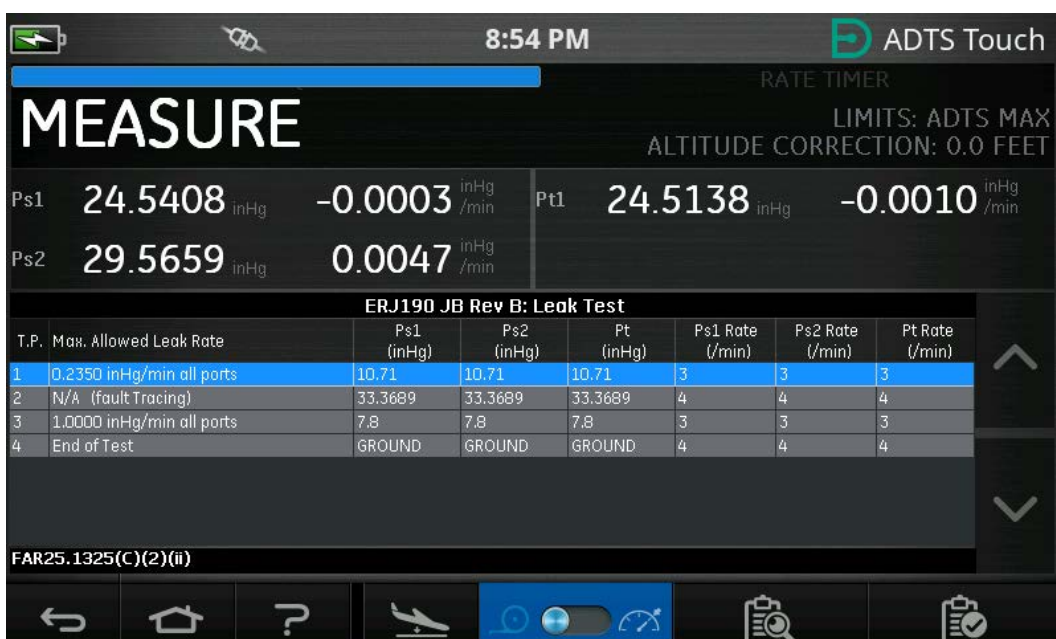 8:54 PM ADTS Touch
RATE TIMER
MEASURE
LIMITS: ADTS MAX
ALTITUDE CORRECTION: 0.0 FEET
Ps1 24.5408 inHg -0.0003 inHg/min Pt1 24.5138 inHg -0.0010 inHg/min
Ps2 29.5659 inHg 0.0047 inHg/min
ERJ190 JB Rev B: Leak Test
T.P. Max. Allowed Leak Rate Ps1 (inHg) Ps2 (inHg) Pt (inHg) Ps1 Rate (/min) Ps2 Rate (/min) Pt Rate (/min)
1 0.2350 inHg/min all ports 10.71 10.71 10.71 3 3 3
2 N/A (fault Tracing) 33.3689 33.3689 33.3689 4 4 4
3 1.0000 inHg/min all ports 7.8 7.8 7.8 3 3 3
4 End of Test GROUND GROUND GROUND 4 4 4
FAR25.1325(C)(2)(ii)
?